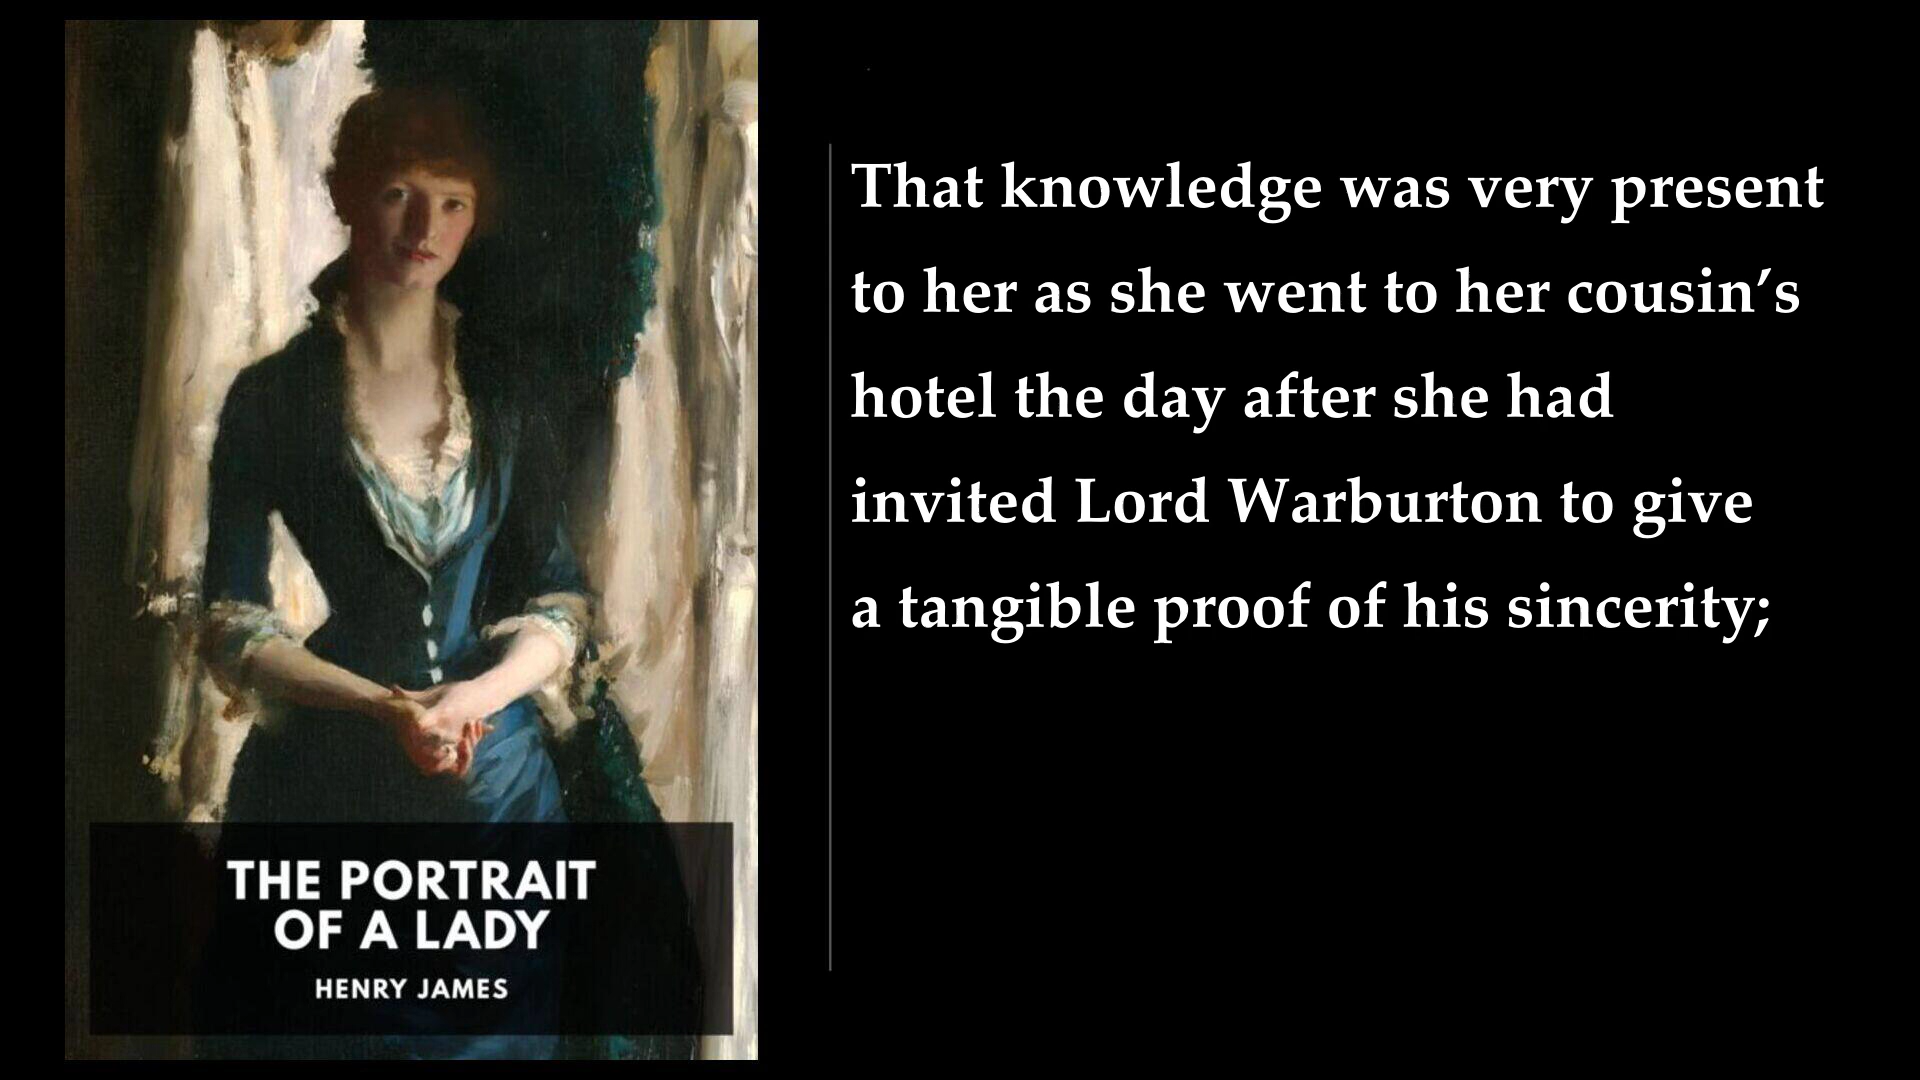 THE PORTRAIT
OF A LADY
HENRY JAMES
That knowledge was very present
to her as she went to her cousin’s
hotel the day after she had
invited Lord Warburton to give
a tangible proof of his sincerity;